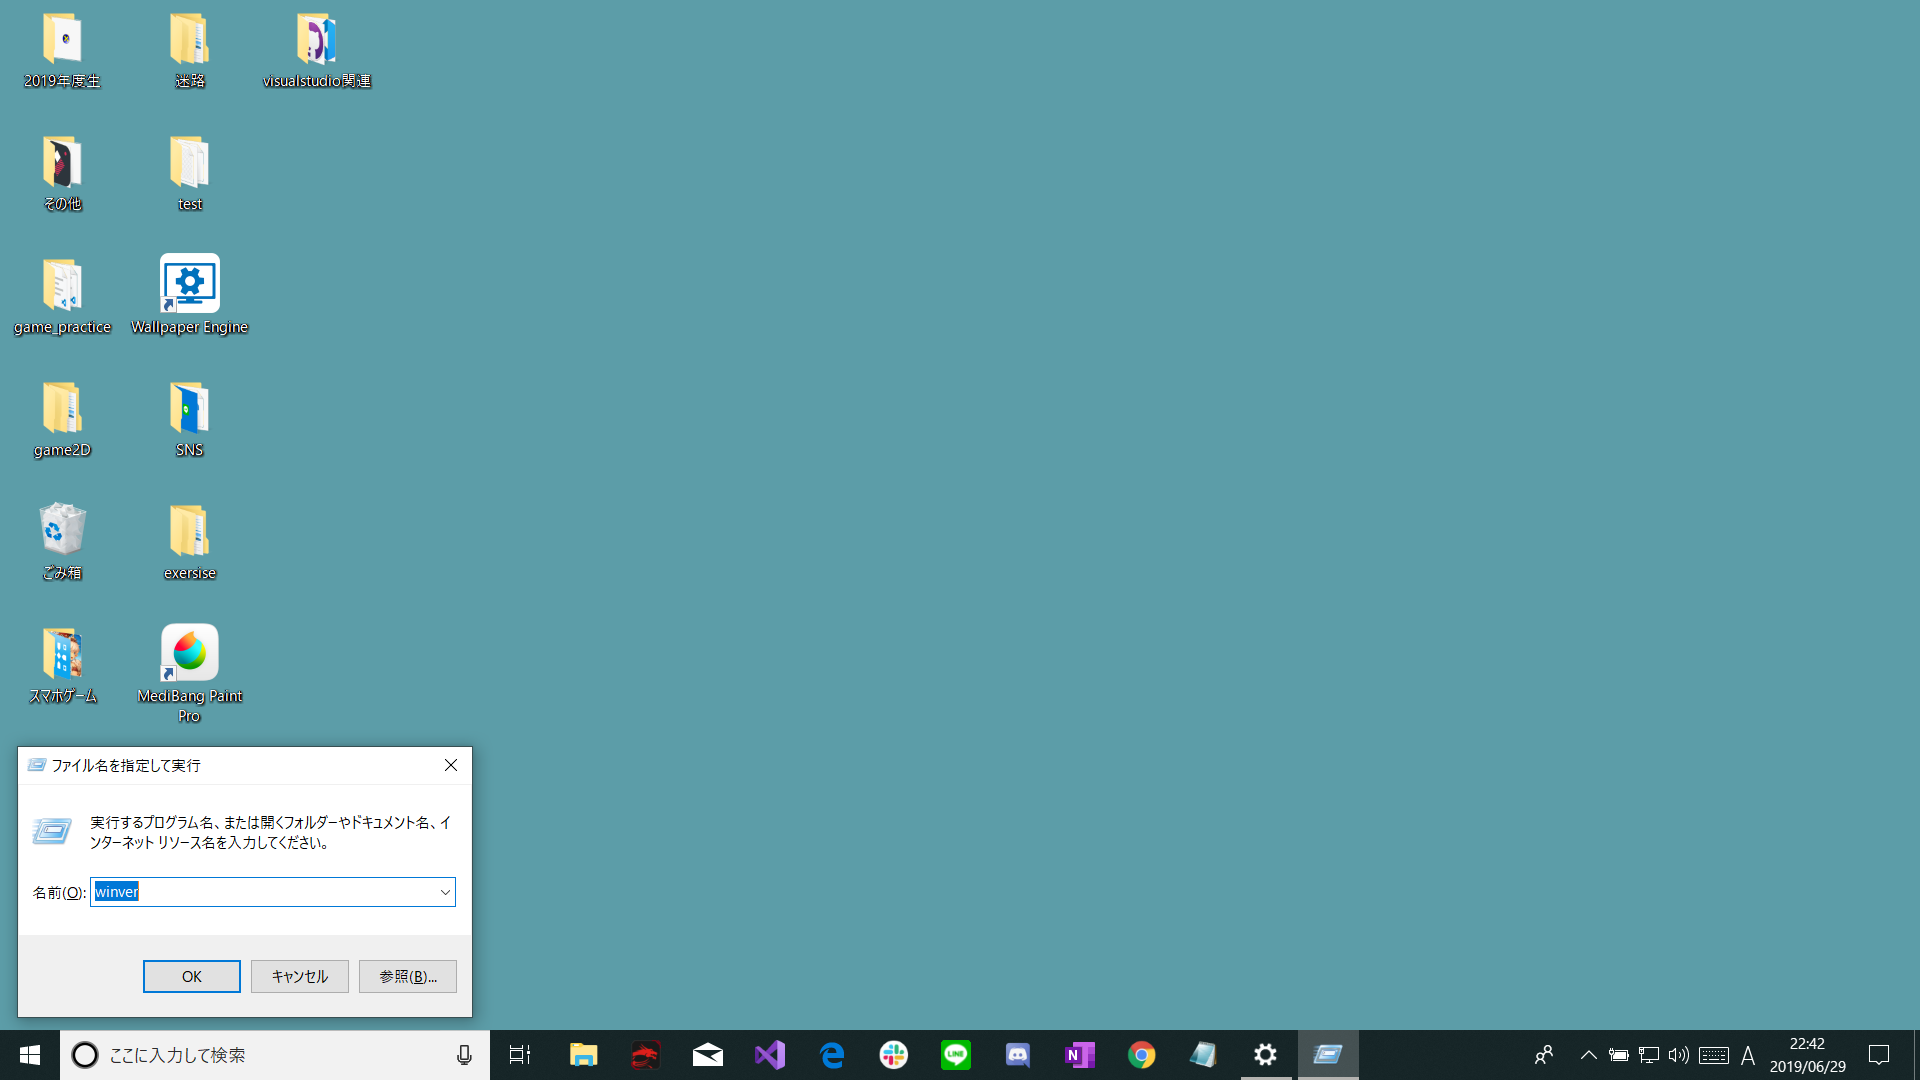 2019年度生
迷路
visualstudio関連
その他
test
game_practice
Wallpaper Engine
game2D
SNS
ごみ箱
exersise
スマホゲーム
MediBang Paint
Pro
ファイル名を指定して実行
実行するプログラム名、または開くフォルダーやドキュメント名、イ
ンターネット リソース名を入力してください。
名前(O): winver
OK
キャンセル
参照(B)...
ここに入力して検索
LINE
N
A
22:42
2019/06/29